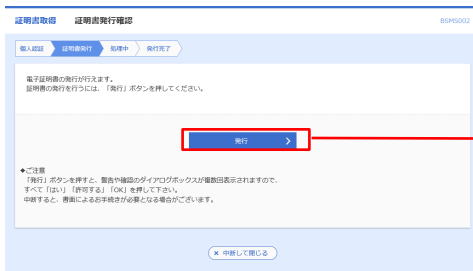 証明書取得 証明書発行確認 BSMS002
個人認証 証明書発行 処理中 発行完了
電子証明書の発行が行えます。
証明書の発行を行うには、「発行」ボタンを押してください。
発行
◆ご注意
「発行」ボタンを押すと、警告や確認のダイアログボックスが複数回表示されますので、
すべて「はい」「許可する」「OK」を押して下さい。
中断すると、書面によるお手続きが必要となる場合がございます。
× 中断して閉じる